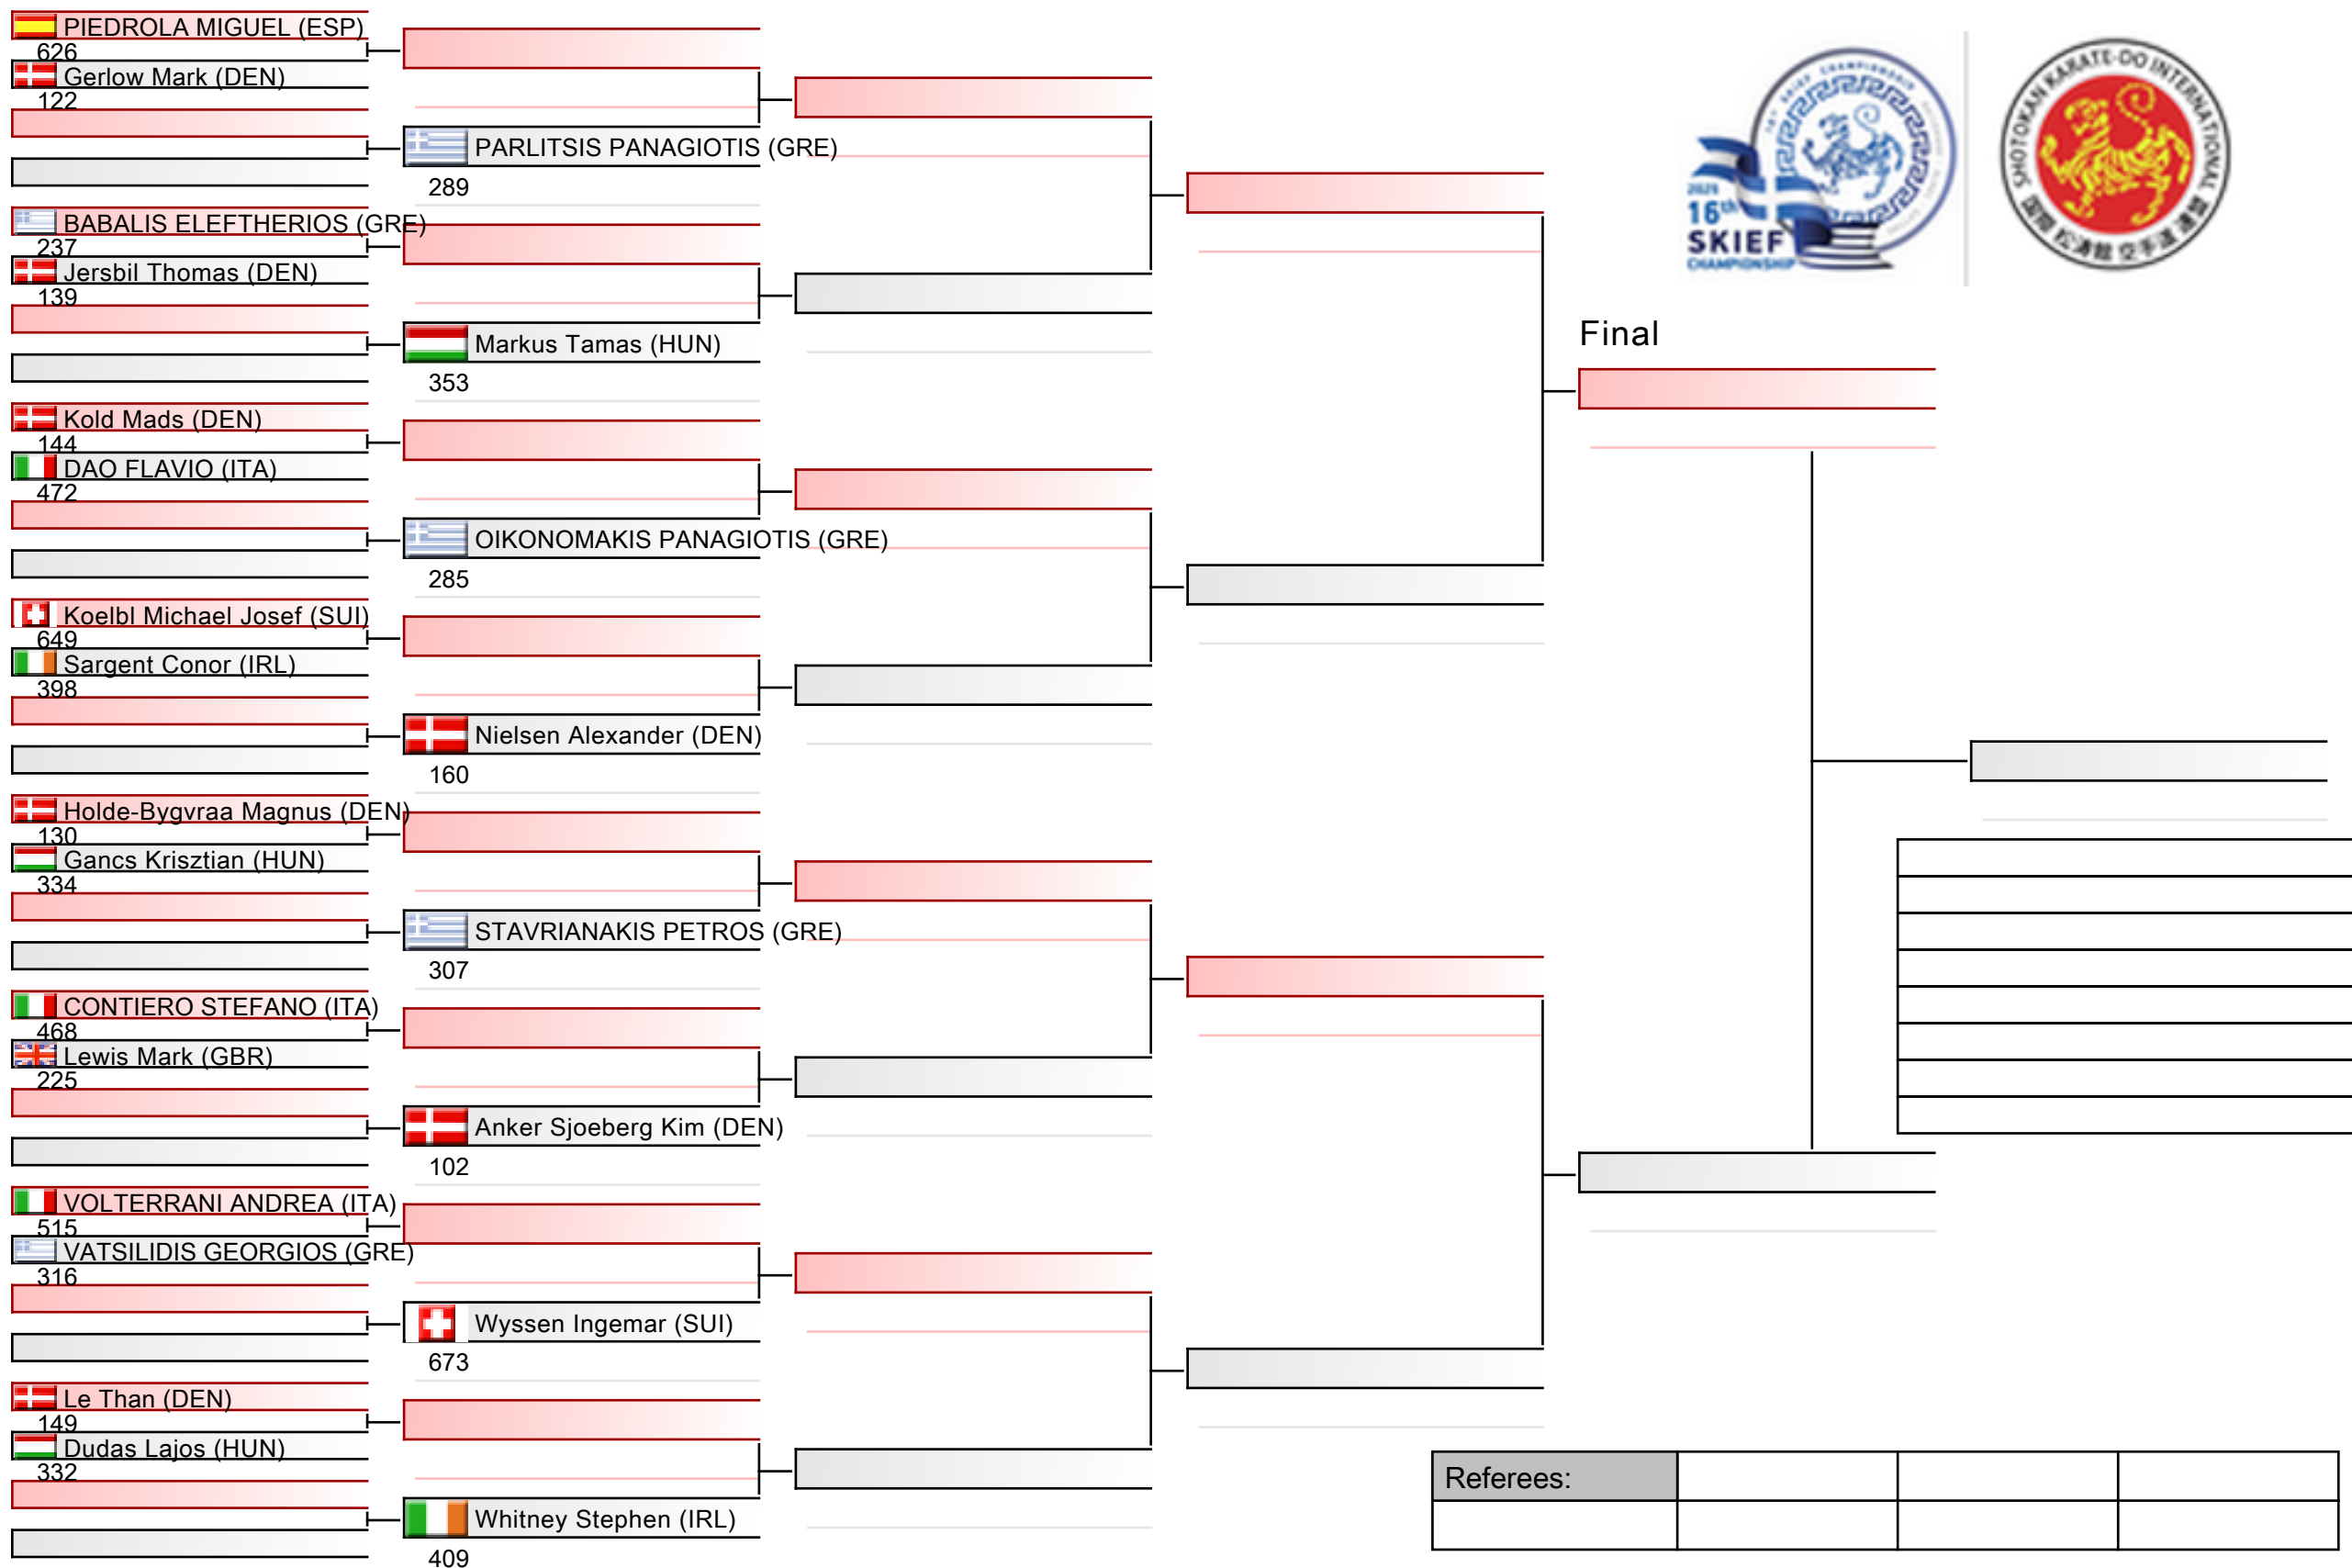 PIEDROLA MIGUEL (ESP)
626
Gerlow Mark (DEN)
122
PARLITSIS PANAGIOTIS (GRE)
289
BABALIS ELEFTHERIOS (GRE)
237
Jersbil Thomas (DEN)
139
Markus Tamas (HUN)
353
Kold Mads (DEN)
144
DAO FLAVIO (ITA)
472
OIKONOMAKIS PANAGIOTIS (GRE)
285
Koelbl Michael Josef (SUI)
649
Sargent Conor (IRL)
398
Nielsen Alexander (DEN)
160
Holde-Bygvraa Magnus (DEN)
130
Gancs Krisztian (HUN)
334
STAVRIANAKIS PETROS (GRE)
307
CONTIERO STEFANO (ITA)
468
Lewis Mark (GBR)
225
Anker Sjoeberg Kim (DEN)
102
VOLTERRANI ANDREA (ITA)
515
VATSILIDIS GEORGIOS (GRE)
316
Wyssen Ingemar (SUI)
673
Le Than (DEN)
149
Dudas Lajos (HUN)
332
Whitney Stephen (IRL)
409
16th
SKIEF
CHAMPIONSHIP
SHOTOKAN KARATE-DO INTERNATIONAL
Final
Referees: